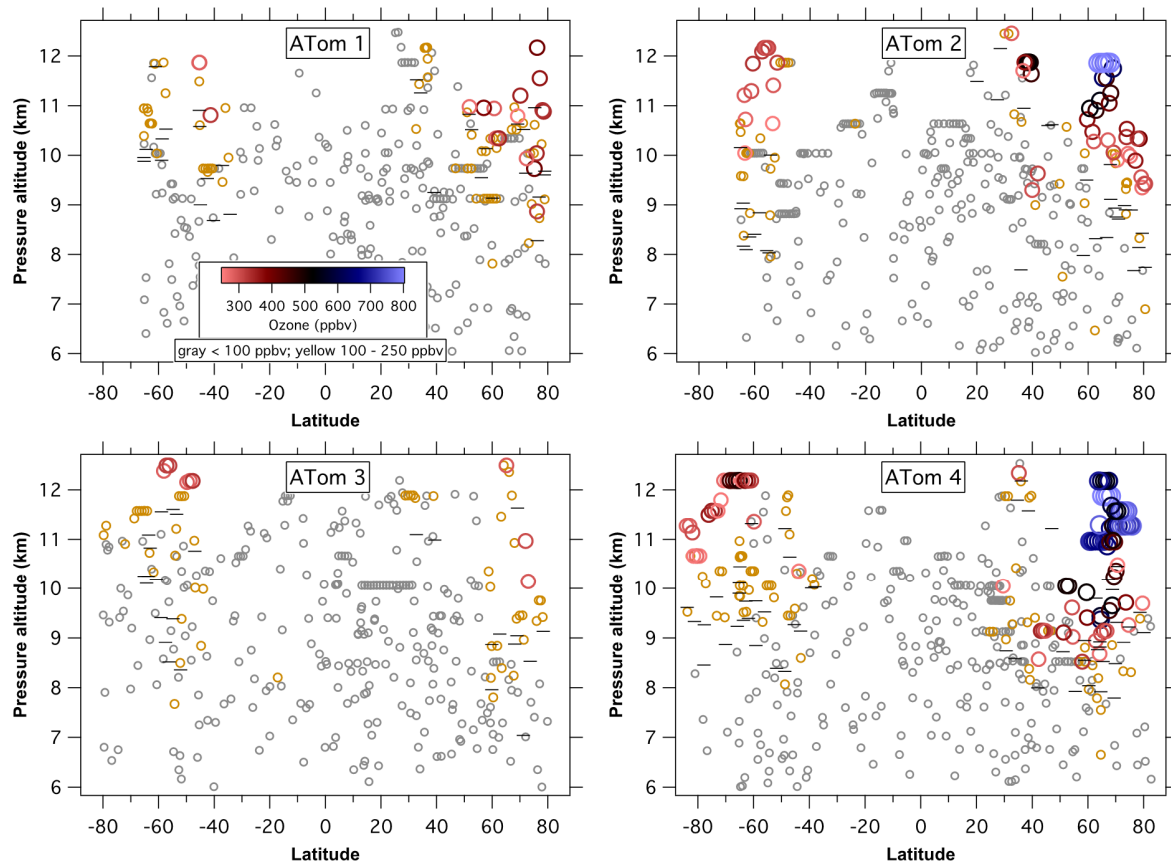 ATom 1
12
11
10
9
8
7
6
Pressure altitude (km)
300 400 500 600 700 800
Ozone (ppbv)
gray < 100 ppbv; yellow 100 - 250 ppbv
-80 -60 -40 -20 0 20 40 60 80
Latitude
ATom 2
12
11
10
9
8
7
6
Pressure altitude (km)
-80 -60 -40 -20 0 20 40 60 80
Latitude
ATom 3
12
11
10
9
8
7
6
Pressure altitude (km)
-80 -60 -40 -20 0 20 40 60 80
Latitude
ATom 4
12
11
10
9
8
7
6
Pressure altitude (km)
-80 -60 -40 -20 0 20 40 60 80
Latitude